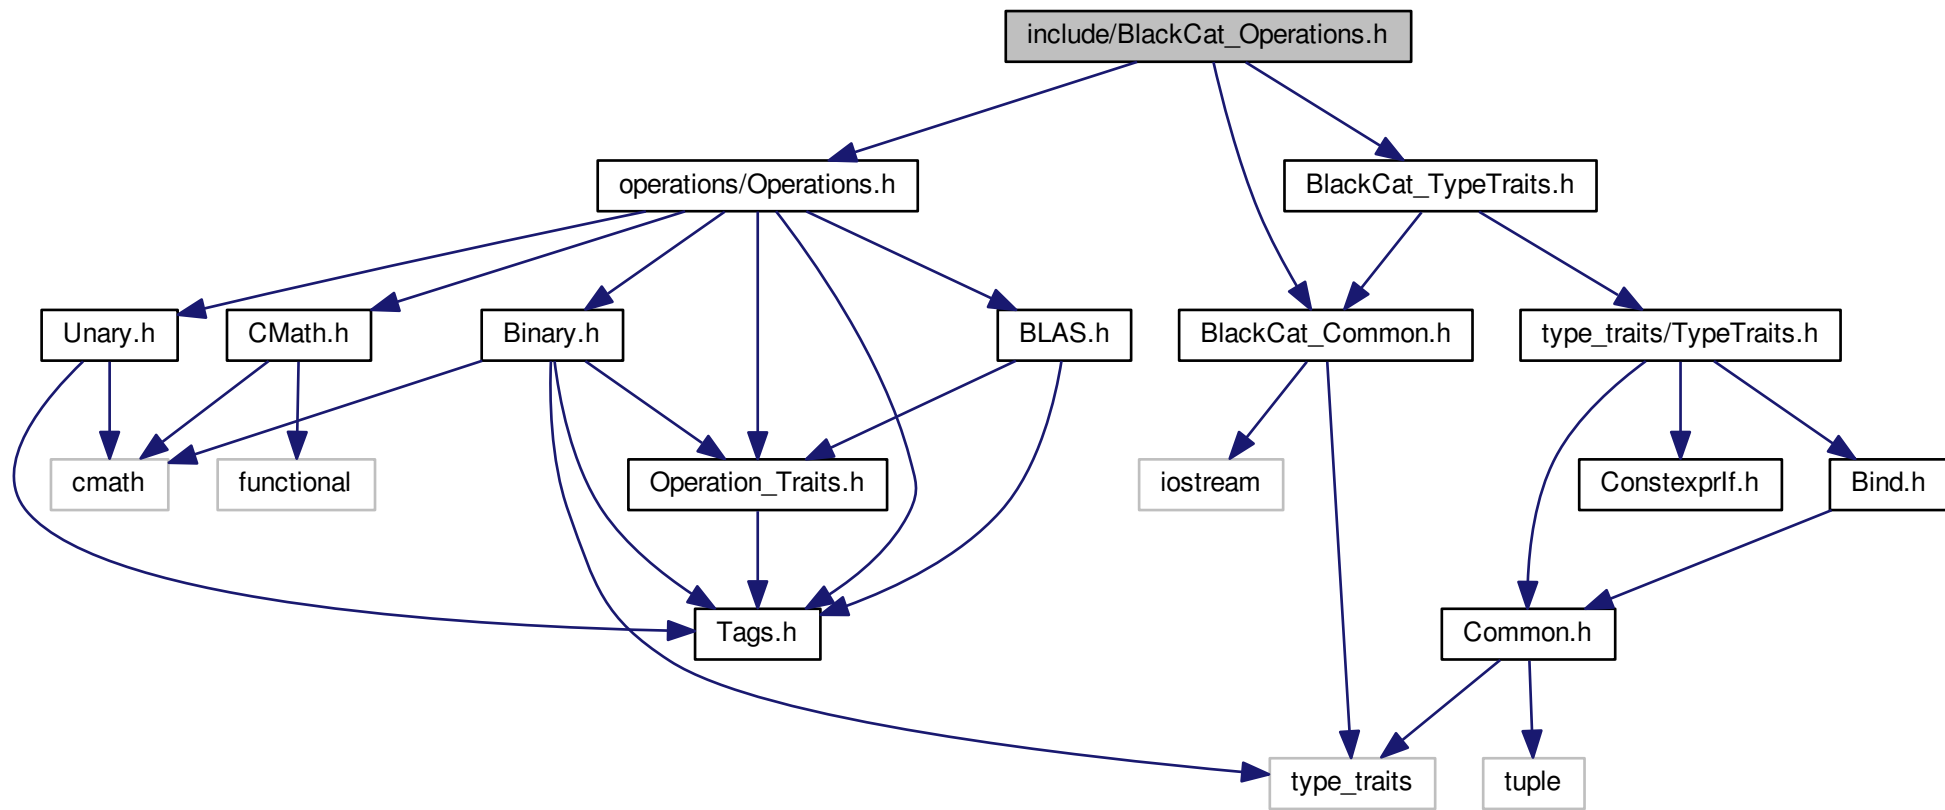 include/BlackCat_Operations.h
operations/Operations.h
BlackCat_TypeTraits.h
Unary.h
CMath.h
Binary.h
BLAS.h
BlackCat_Common.h
type_traits/TypeTraits.h
cmath
functional
Operation_Traits.h
iostream
ConstexprIf.h
Bind.h
Tags.h
Common.h
type_traits
tuple